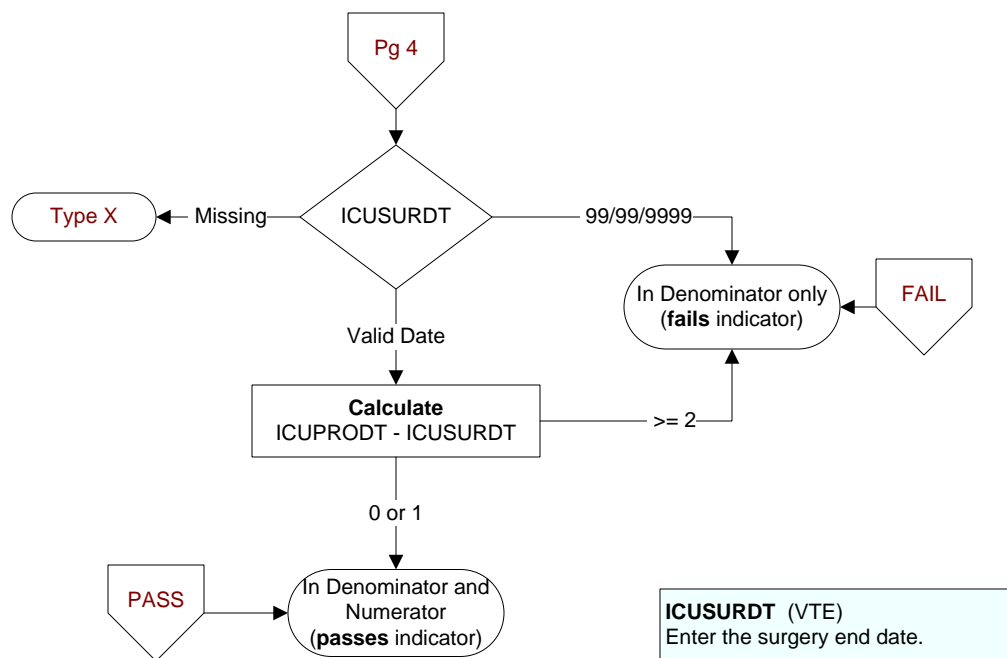 Pg 4
ICUSURDT
Missing
Type X
99/99/9999
In Denominator only
(fails indicator)
FAIL
Valid Date
Calculate
ICUPRODT - ICUSURDT
>= 2
0 or 1
PASS
In Denominator and
Numerator
(passes indicator)
ICUSURDT (VTE)
Enter the surgery end date.